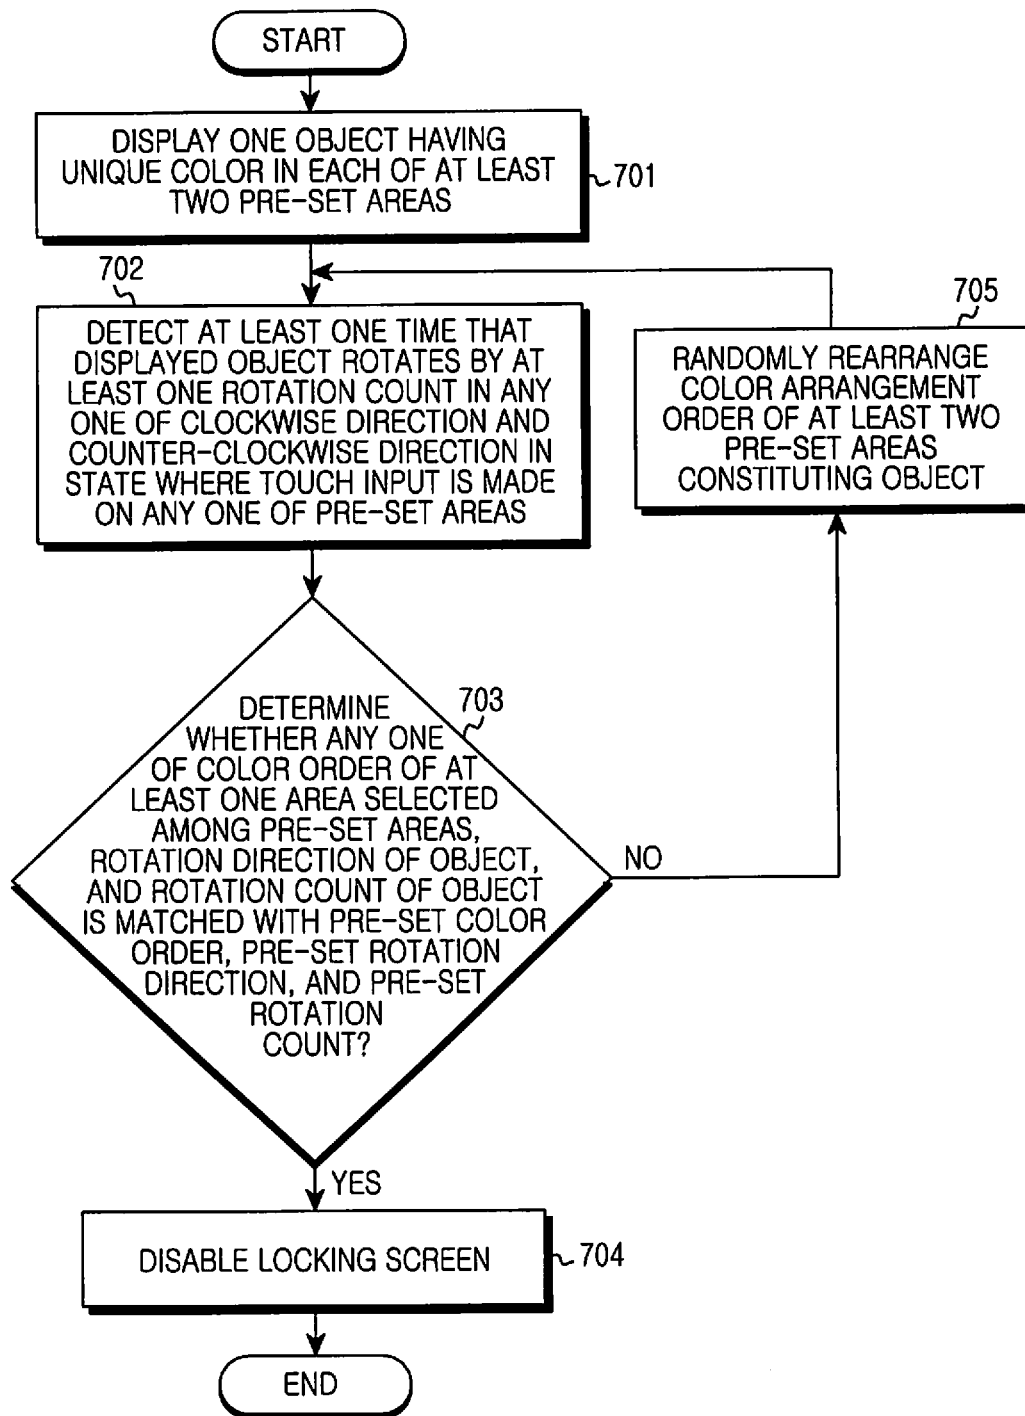 START
DISPLAY ONE OBJECT HAVING
UNIQUE COLOR IN EACH OF AT LEAST
TWO PRE-SET AREAS
701
702
DETECT AT LEAST ONE TIME THAT
DISPLAYED OBJECT ROTATES BY AT
LEAST ONE ROTATION COUNT IN ANY
ONE OF CLOCKWISE DIRECTION AND
COUNTER-CLOCKWISE DIRECTION IN
STATE WHERE TOUCH INPUT IS MADE
ON ANY ONE OF PRE-SET AREAS
705
RANDOMLY REARRANGE
COLOR ARRANGEMENT
ORDER OF AT LEAST TWO
PRE-SET AREAS
CONSTITUTING OBJECT
703
DETERMINE
WHETHER ANY ONE
OF COLOR ORDER OF AT
LEAST ONE AREA SELECTED
AMONG PRE-SET AREAS,
ROTATION DIRECTION OF OBJECT,
AND ROTATION COUNT OF OBJECT
IS MATCHED WITH PRE-SET COLOR
ORDER, PRE-SET ROTATION
DIRECTION, AND PRE-SET
ROTATION
COUNT?
NO
YES
DISABLE LOCKING SCREEN
704
END